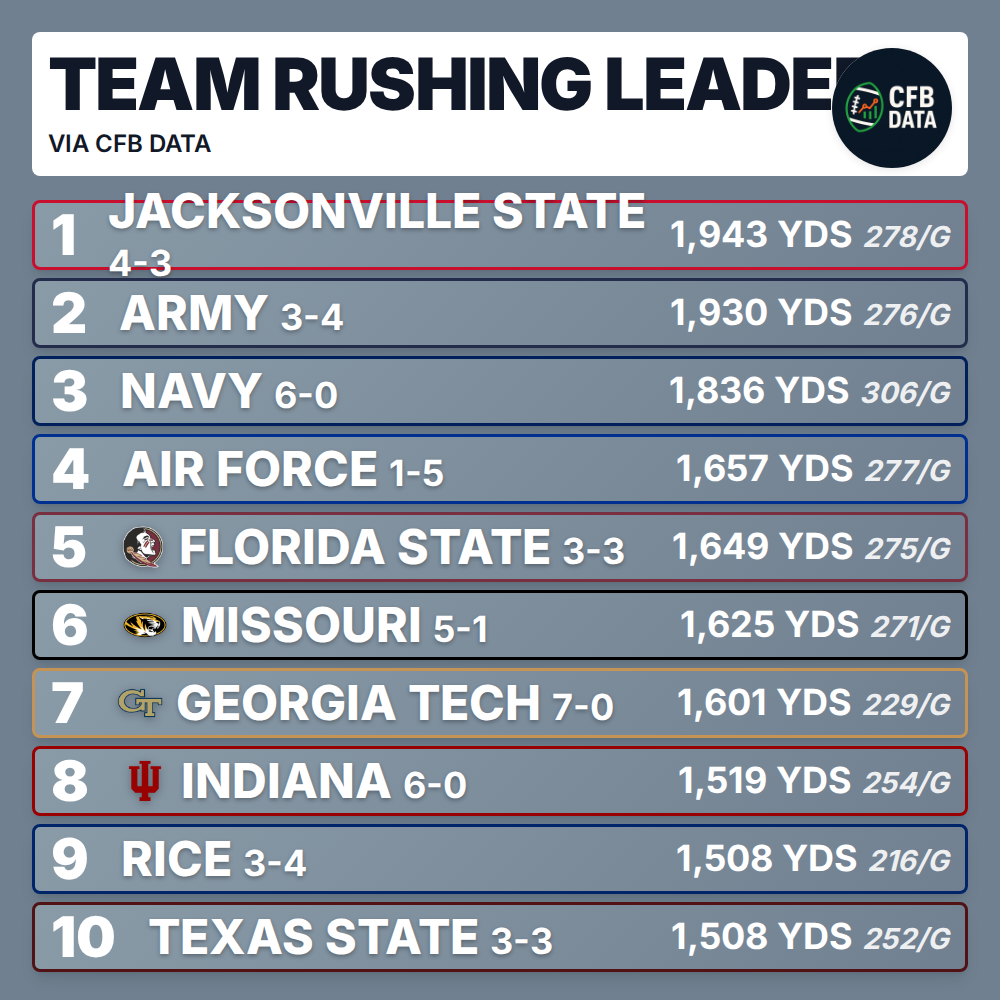 TEAM RUSHING LEADE
CFB
DATA
VIA CFB DATA
1 JACKSONVILLE STATE 4-3 1,943 YDS 278/G
2 ARMY 3-4 1,930 YDS 276/G
3 NAVY 6-0 1,836 YDS 306/G
4 AIR FORCE 1-5 1,657 YDS 277/G
5 FLORIDA STATE 3-3 1,649 YDS 275/G
6 MISSOURI 5-1 1,625 YDS 271/G
7 GT GEORGIA TECH 7-0 1,601 YDS 229/G
8 INDIANA 6-0 1,519 YDS 254/G
9 RICE 3-4 1,508 YDS 216/G
10 TEXAS STATE 3-3 1,508 YDS 252/G